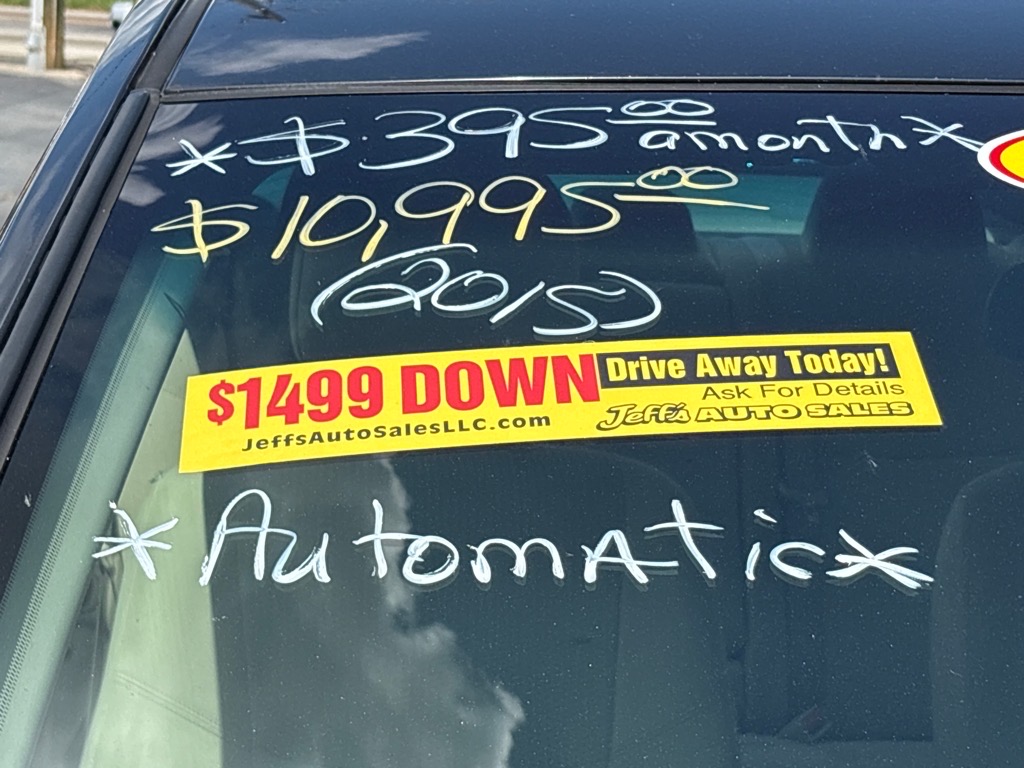 *$395.00 a month*
$10,995.00
(2015)
$1499 DOWN
JeffsAutoSalesLLC.com
Drive Away Today!
Ask For Details
Jeff's AUTO SALES
*Automatic*